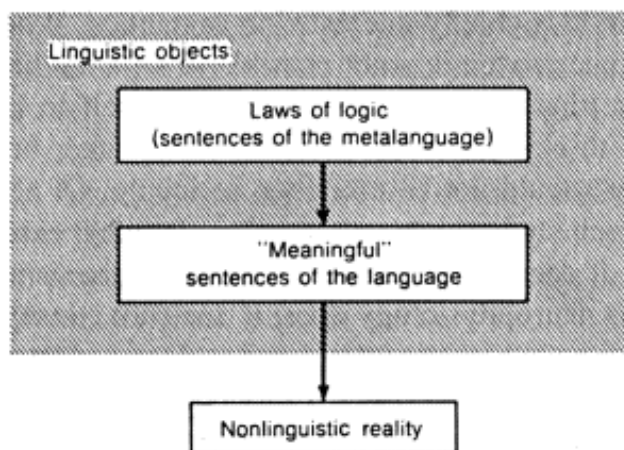 Linguistic objects
Laws of logic
(sentences of the metalanguage)
"Meaningful"
sentences of the language
Nonlinguistic reality